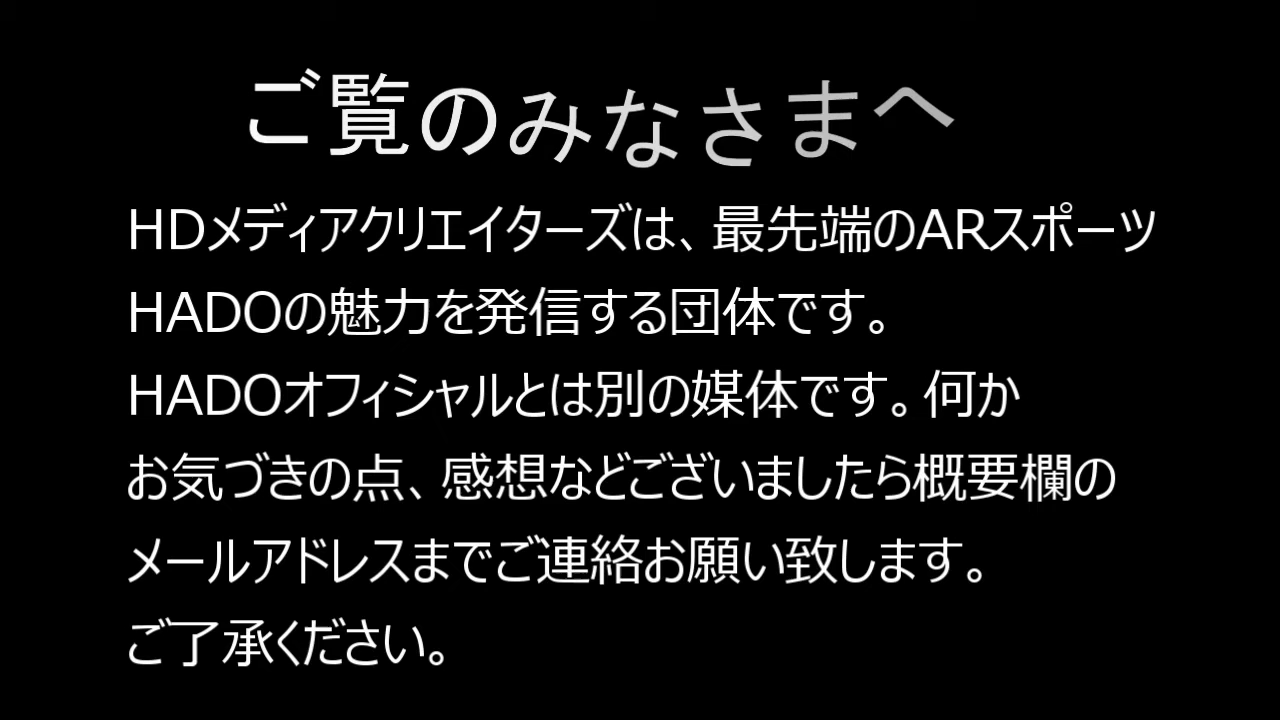 ご覧のみなさまへ
HDメディアクリエイターズは、最先端のARスポーツ
HADOの魅力を発信する団体です。
HADOオフィシャルとは別の媒体です。何か
お気づきの点、感想などございましたら概要欄の
メールアドレスまでご連絡お願い致します。
ご了承ください。